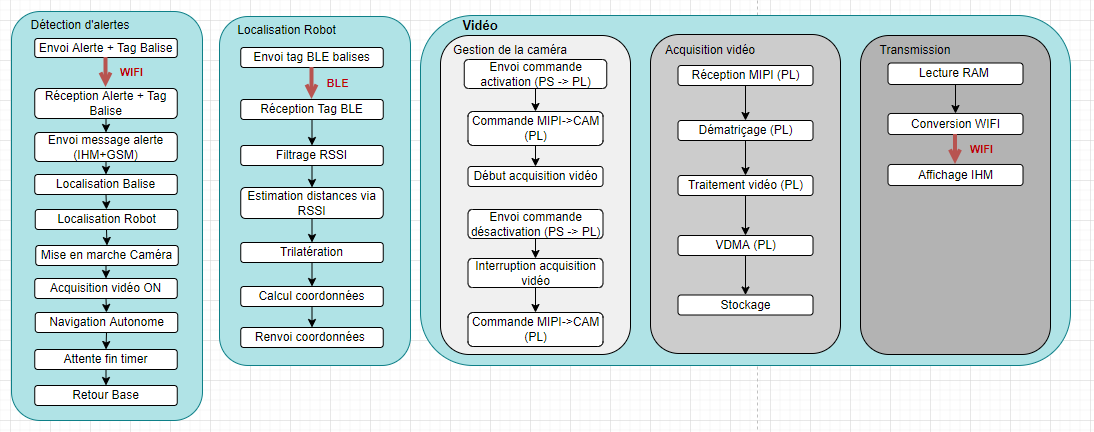 Détection d'alertes
Envoi Alerte + Tag Balise
WIFI
Réception Alerte + Tag
Balise
Envoi message alerte
(IHM+GSM)
Localisation Balise
Localisation Robot
Mise en marche Caméra
Acquisition vidéo ON
Navigation Autonome
Attente fin timer
Retour Base
Localisation Robot
Envoi tag BLE balises
BLE
Réception Tag BLE
Filtrage RSSI
Estimation distances via
RSSI
Trilatération
Calcul coordonnées
Renvoi coordonnées
Vidéo
Gestion de la caméra
Envoi commande
activation (PS -> PL)
Commande MIPI->CAM
(PL)
Début acquisition vidéo
Envoi commande
désactivation (PS -> PL)
Interruption acquisition
vidéo
Commande MIPI->CAM
(PL)
Acquisition vidéo
Réception MIPI (PL)
Dématriçage (PL)
Traitement vidéo (PL)
VDMA (PL)
Stockage
Transmission
Lecture RAM
Conversion WIFI
WIFI
Affichage IHM